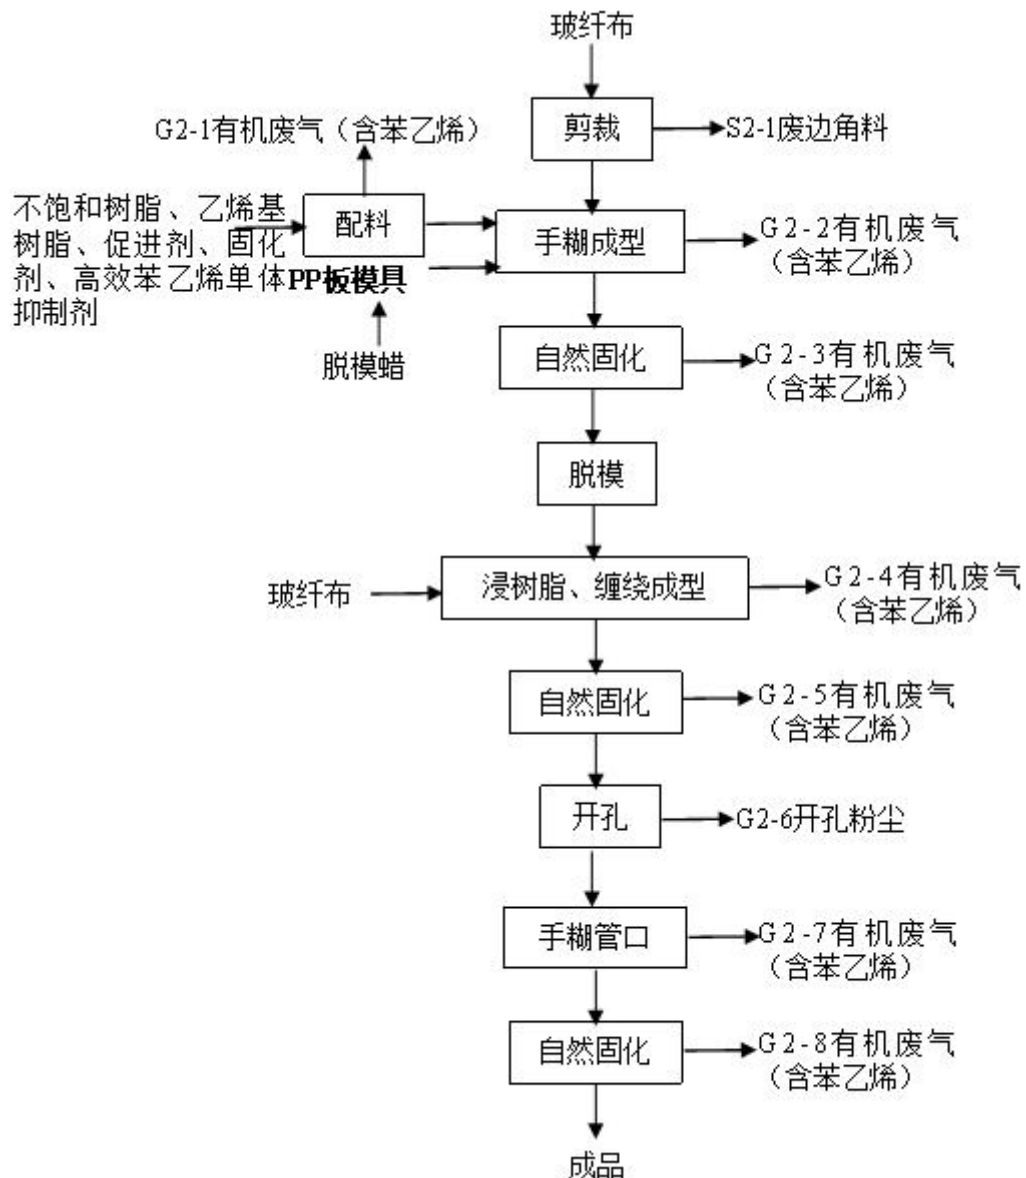 玻纤布
G2-1有机废气（含苯乙烯）
剪裁
S2-1废边角料
不饱和树脂、乙烯基
树脂、促进剂、固化
剂、高效苯乙烯单体
抑制剂
配料
手糊成型
G2-2有机废气
（含苯乙烯）
PP板模具
脱模蜡
自然固化
G2-3有机废气
（含苯乙烯）
脱模
玻纤布
浸树脂、缠绕成型
G2-4有机废气
（含苯乙烯）
自然固化
G2-5有机废气
（含苯乙烯）
开孔
G2-6开孔粉尘
手糊管口
G2-7有机废气
（含苯乙烯）
自然固化
G2-8有机废气
（含苯乙烯）
成品